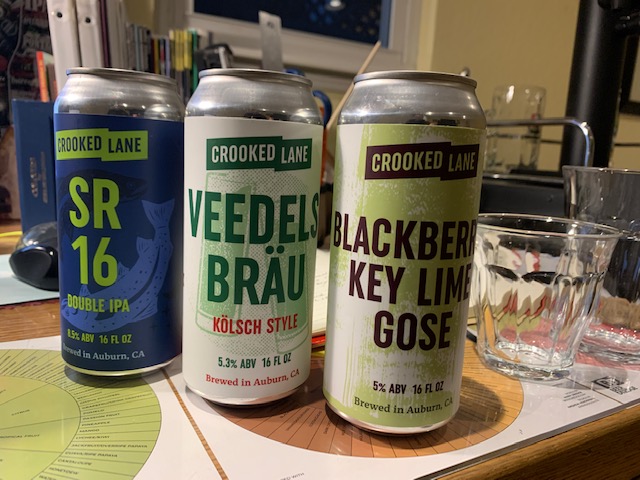 CROOKED LANE
SR
16
DOUBLE IPA
8.5% ABV 16 FL OZ
Brewed in Auburn, CA
CROOKED LANE
VEEDELS
BRÄU
KÖLSCH STYLE
5.3% ABV 16 FL OZ
Brewed in Auburn, CA
CROOKED LANE
BLACKBERR
KEY LIME
GOSE
5% ABV 16 FL OZ
Brewed in Auburn, CA